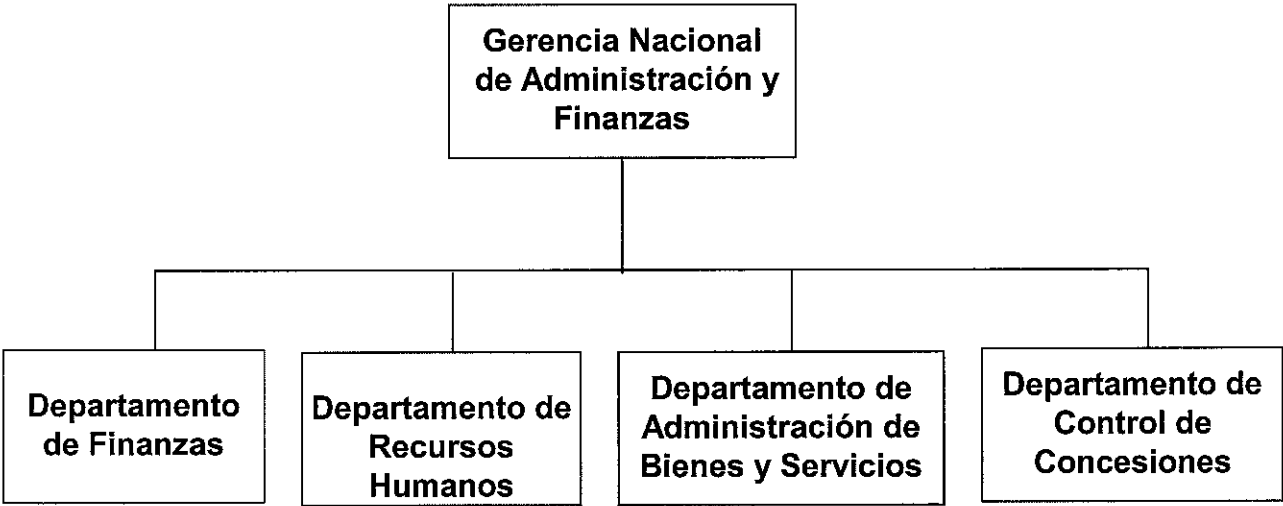 Gerencia Nacional
de Administración y
Finanzas
Departamento
de Finanzas
Departamento de
Recursos
Humanos
Departamento de
Administración de
Bienes y Servicios
Departamento de
Control de
Concesiones